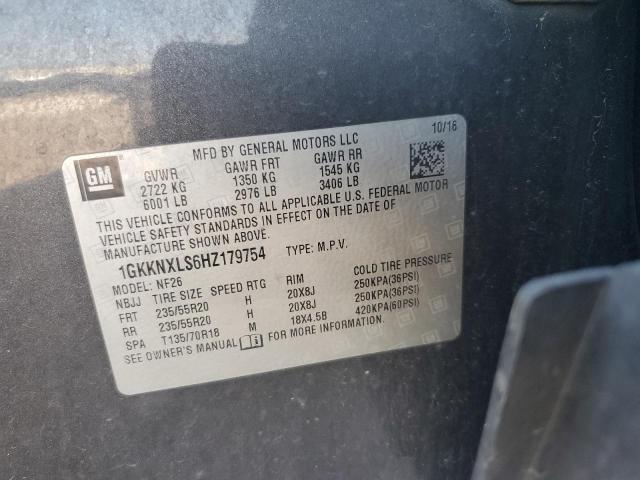 MFD BY GENERAL MOTORS LLC
10/16
GM
GVWR GAWR FRT GAWR RR
2722 KG 1350 KG 1545 KG
6001 LB 2976 LB 3406 LB
THIS VEHICLE CONFORMS TO ALL APPLICABLE U.S. FEDERAL MOTOR
VEHICLE SAFETY STANDARDS IN EFFECT ON THE DATE OF
MANUFACTURE SHOWN ABOVE.
1GKKNXLS6HZ179754 TYPE: M.P.V.
MODEL: NF26
NBJJ TIRE SIZE SPEED RTG RIM COLD TIRE PRESSURE
FRT 235/55R20 H 20X8J 250KPA(36PSI)
RR 235/55R20 H 20X8J 250KPA(36PSI)
SPA T135/70R18 M 18X4.5B 420KPA(60PSI)
SEE OWNER'S MANUAL FOR MORE INFORMATION.